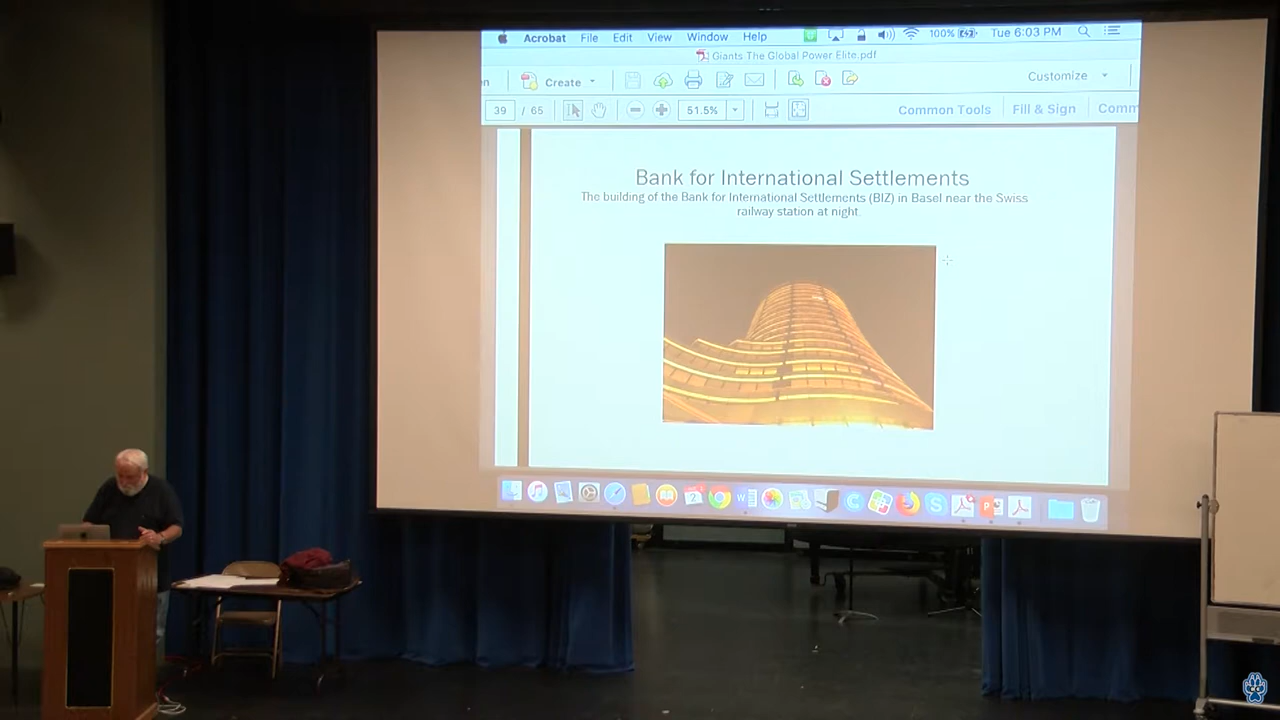 Acrobat File Edit View Window Help 100% Tue 6:03 PM
Giants The Global Power Elite.pdf
en Create Customize
39 / 65 51.5% Common Tools Fill & Sign Comm
Bank for International Settlements
The building of the Bank for International Settlements (BIZ) in Basel near the Swiss
railway station at night.